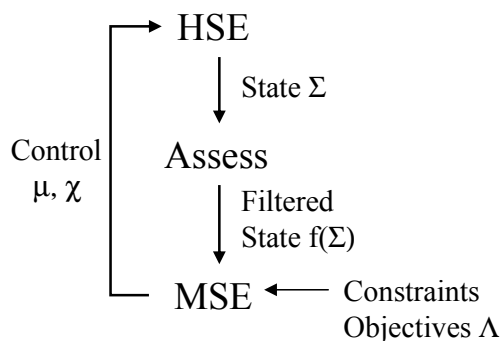 HSE
State Σ
Control
μ, χ
Assess
Filtered
State f(Σ)
MSE
Constraints
Objectives Λ